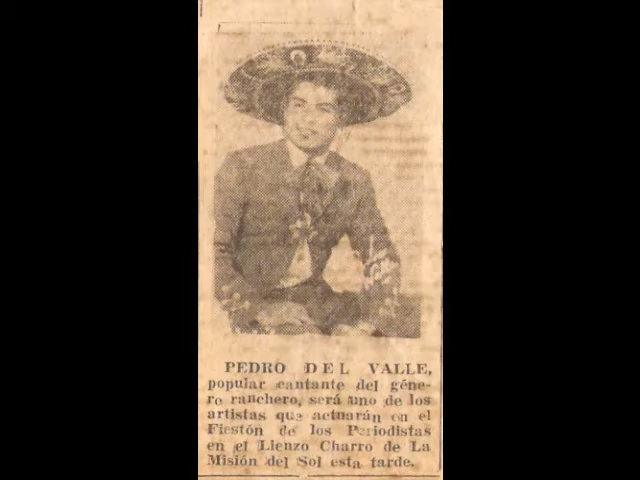 PEDRO DEL VALLE,
popular cantante del géne-
ro ranchero, será uno de los
artistas que actuarán en el
Fiestón de los Periodistas
en el Lienzo Charro de La
Misión del Sol esta tarde.